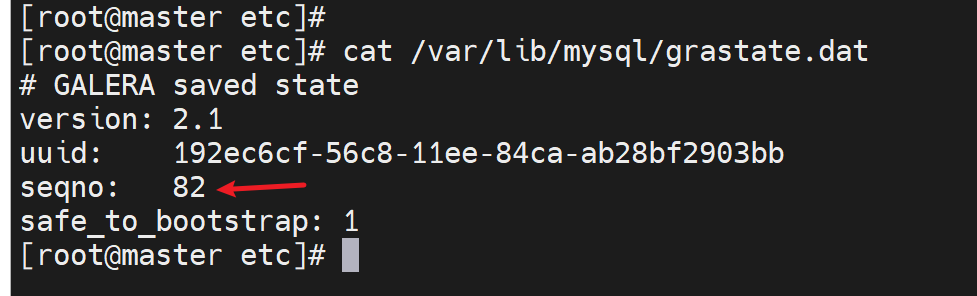 [root@master etc]#
[root@master etc]# cat /var/lib/mysql/grastate.dat
# GALERA saved state
version: 2.1
uuid:    192ec6cf-56c8-11ee-84ca-ab28bf2903bb
seqno:   82
safe_to_bootstrap: 1
[root@master etc]#